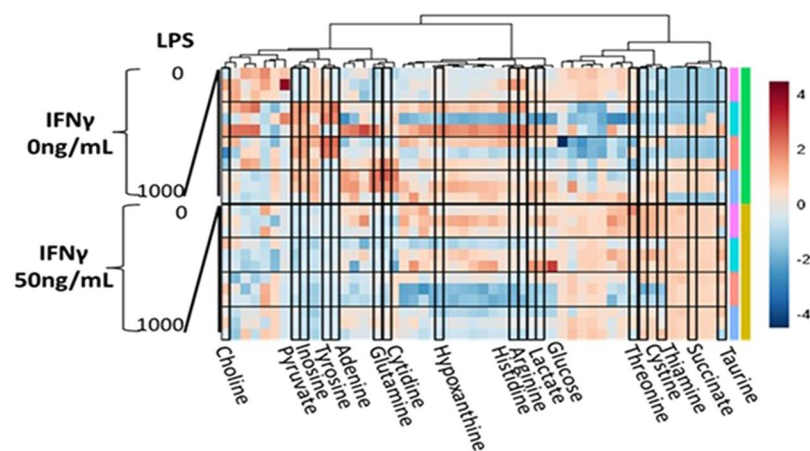 LPS
0
IFNγ
0ng/mL
1000
0
IFNγ
50ng/mL
1000
4
2
0
-2
-4
Choline
Pyruvate
Inosine
Tyrosine
Adenine
Glutamine
Cytidine
Hypoxanthine
Histidine
Arginine
Lactate
Glucose
Threonine
Cystine
Thiamine
Succinate
Taurine